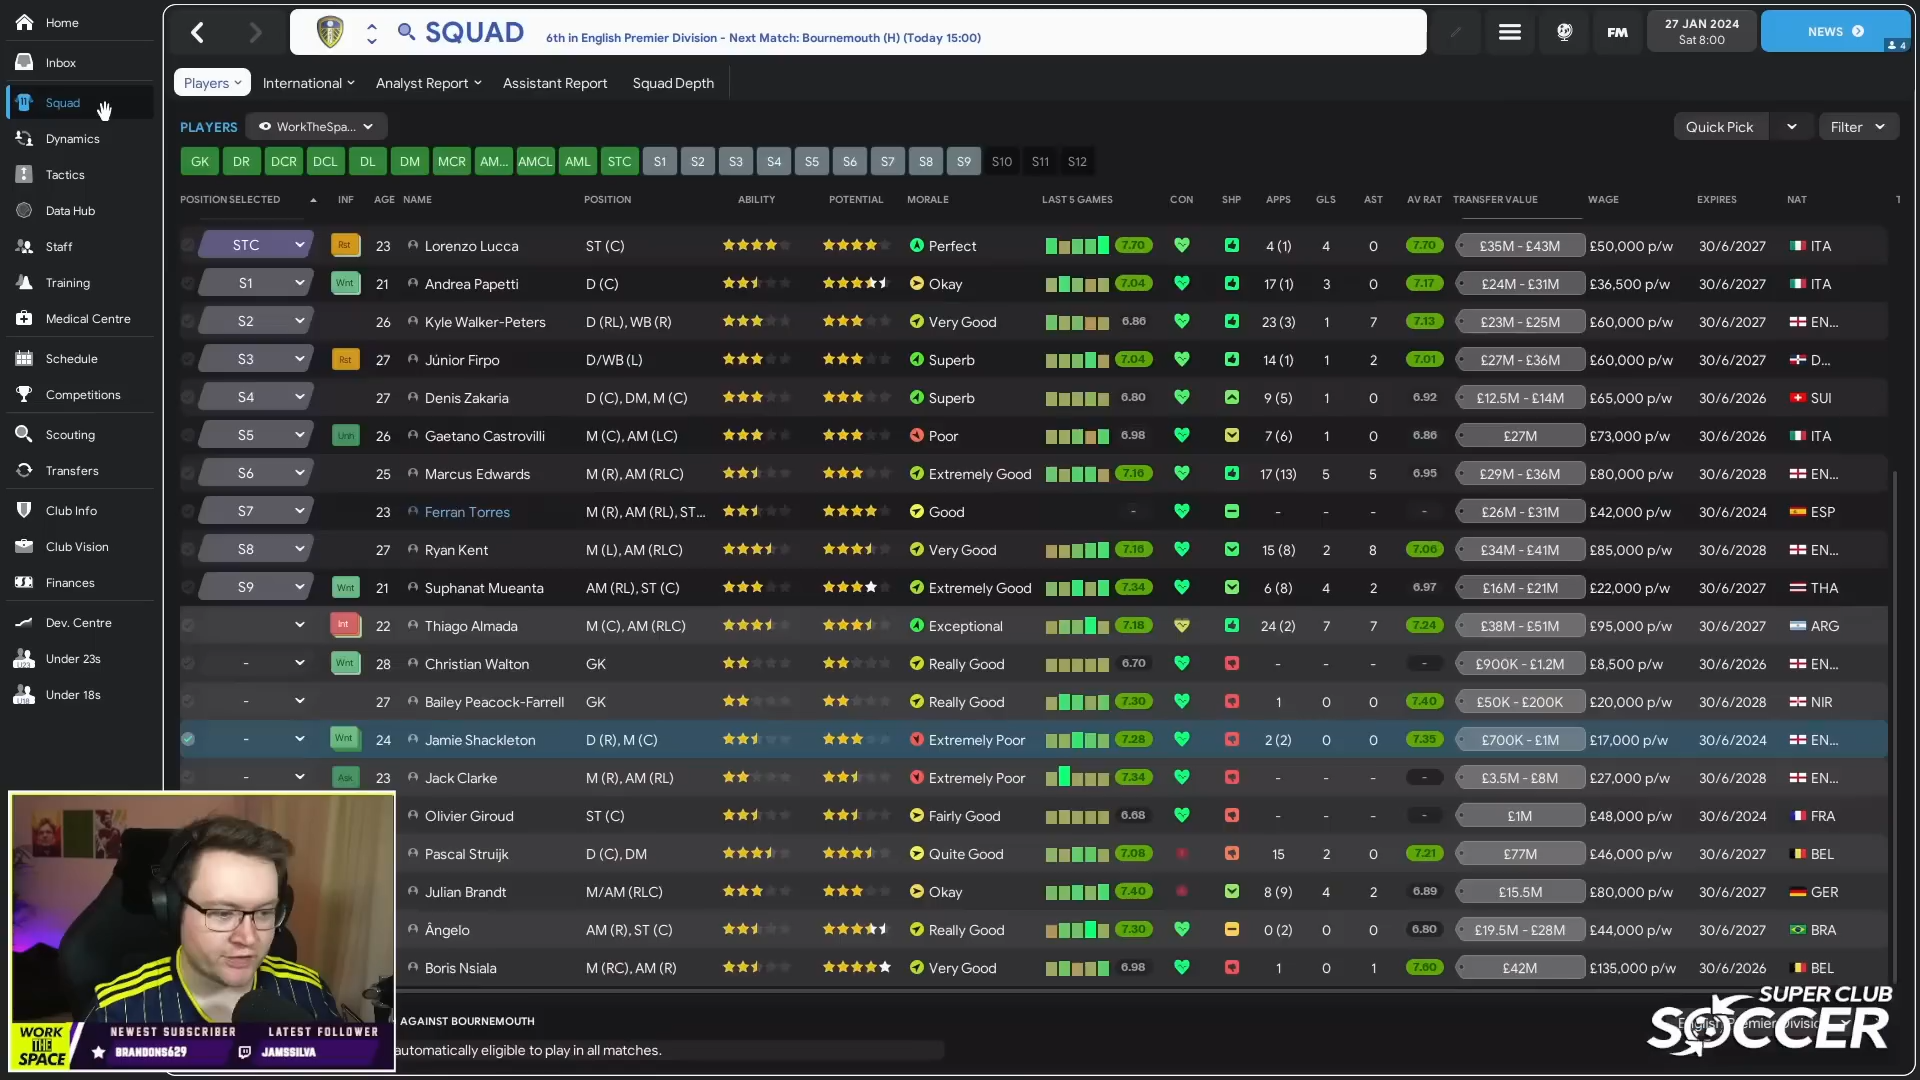 Home
Inbox
Squad
Dynamics
Tactics
Data Hub
Staff
Training
Medical Centre
Schedule
Competitions
Scouting
Transfers
Club Info
Club Vision
Finances
Dev. Centre
Under 23s
Under 18s
SQUAD 6th in English Premier Division - Next Match: Bournemouth (H) (Today 15:00)
FM
27 JAN 2024
Sat 8:00
NEWS
4
Players International Analyst Report Assistant Report Squad Depth
PLAYERS WorkTheSpa... Quick Pick Filter
GK DR DCR DCL DL DM MCR AM... AMCL AML STC S1 S2 S3 S4 S5 S6 S7 S8 S9 S10 S11 S12
POSITION SELECTED INF AGE NAME POSITION ABILITY POTENTIAL MORALE LAST 5 GAMES CON SHP APPS GLS AST AV RAT TRANSFER VALUE WAGE EXPIRES NAT T
STC Rst 23 Lorenzo Lucca ST (C) Perfect 7.70 4 (1) 4 0 7.70 £35M - £43M £50,000 p/w 30/6/2027 ITA
S1 Wnt 21 Andrea Papetti D (C) Okay 7.04 17 (1) 3 0 7.17 £24M - £31M £36,500 p/w 30/6/2027 ITA
S2 26 Kyle Walker-Peters D (RL), WB (R) Very Good 6.86 23 (3) 1 7 7.13 £23M - £25M £60,000 p/w 30/6/2027 EN...
S3 Rst 27 Júnior Firpo D/WB (L) Superb 7.04 14 (1) 1 2 7.01 £27M - £36M £60,000 p/w 30/6/2027 D...
S4 27 Denis Zakaria D (C), DM, M (C) Superb 6.80 9 (5) 1 0 6.92 £12.5M - £14M £65,000 p/w 30/6/2026 SUI
S5 Unh 26 Gaetano Castrovilli M (C), AM (LC) Poor 6.98 7 (6) 1 0 6.86 £27M £73,000 p/w 30/6/2026 ITA
S6 25 Marcus Edwards M (R), AM (RLC) Extremely Good 7.16 17 (13) 5 5 6.95 £29M - £36M £80,000 p/w 30/6/2028 EN...
S7 23 Ferran Torres M (R), AM (RL), ST... Good - - - - - £26M - £31M £42,000 p/w 30/6/2024 ESP
S8 27 Ryan Kent M (L), AM (RLC) Very Good 7.16 15 (8) 2 8 7.06 £34M - £41M £85,000 p/w 30/6/2028 EN...
S9 Wnt 21 Suphanat Mueanta AM (RL), ST (C) Extremely Good 7.34 6 (8) 4 2 6.97 £16M - £21M £22,000 p/w 30/6/2027 THA
Int 22 Thiago Almada M (C), AM (RLC) Exceptional 7.18 24 (2) 7 7 7.24 £38M - £51M £95,000 p/w 30/6/2027 ARG
- Wnt 28 Christian Walton GK Really Good 6.70 - - - - £900K - £1.2M £8,500 p/w 30/6/2026 EN...
- 27 Bailey Peacock-Farrell GK Really Good 7.30 1 0 0 7.40 £50K - £200K £20,000 p/w 30/6/2028 NIR
- Wnt 24 Jamie Shackleton D (R), M (C) Extremely Poor 7.28 2 (2) 0 0 7.35 £700K - £1M £17,000 p/w 30/6/2024 EN...
- Ask 23 Jack Clarke M (R), AM (RL) Extremely Poor 7.34 - - - - £3.5M - £8M £27,000 p/w 30/6/2028 EN...
Olivier Giroud ST (C) Fairly Good 6.68 - - - - £1M £48,000 p/w 30/6/2024 FRA
Pascal Struijk D (C), DM Quite Good 7.08 15 2 0 7.21 £77M £46,000 p/w 30/6/2027 BEL
Julian Brandt M/AM (RLC) Okay 7.40 8 (9) 4 2 6.89 £15.5M £80,000 p/w 30/6/2027 GER
Ângelo AM (R), ST (C) Really Good 7.30 0 (2) 0 0 6.80 £19.5M - £28M £44,000 p/w 30/6/2027 BRA
Boris Nsiala M (RC), AM (R) Very Good 6.98 1 0 1 7.60 £42M £135,000 p/w 30/6/2026 BEL
AGAINST BOURNEMOUTH
automatically eligible to play in all matches.
English Premier Divisio
SUPER CLUB
SOCCER
WORK
THE
SPACE
NEWEST SUBSCRIBER LATEST FOLLOWER
BRANDONS629 JAMSSILVA